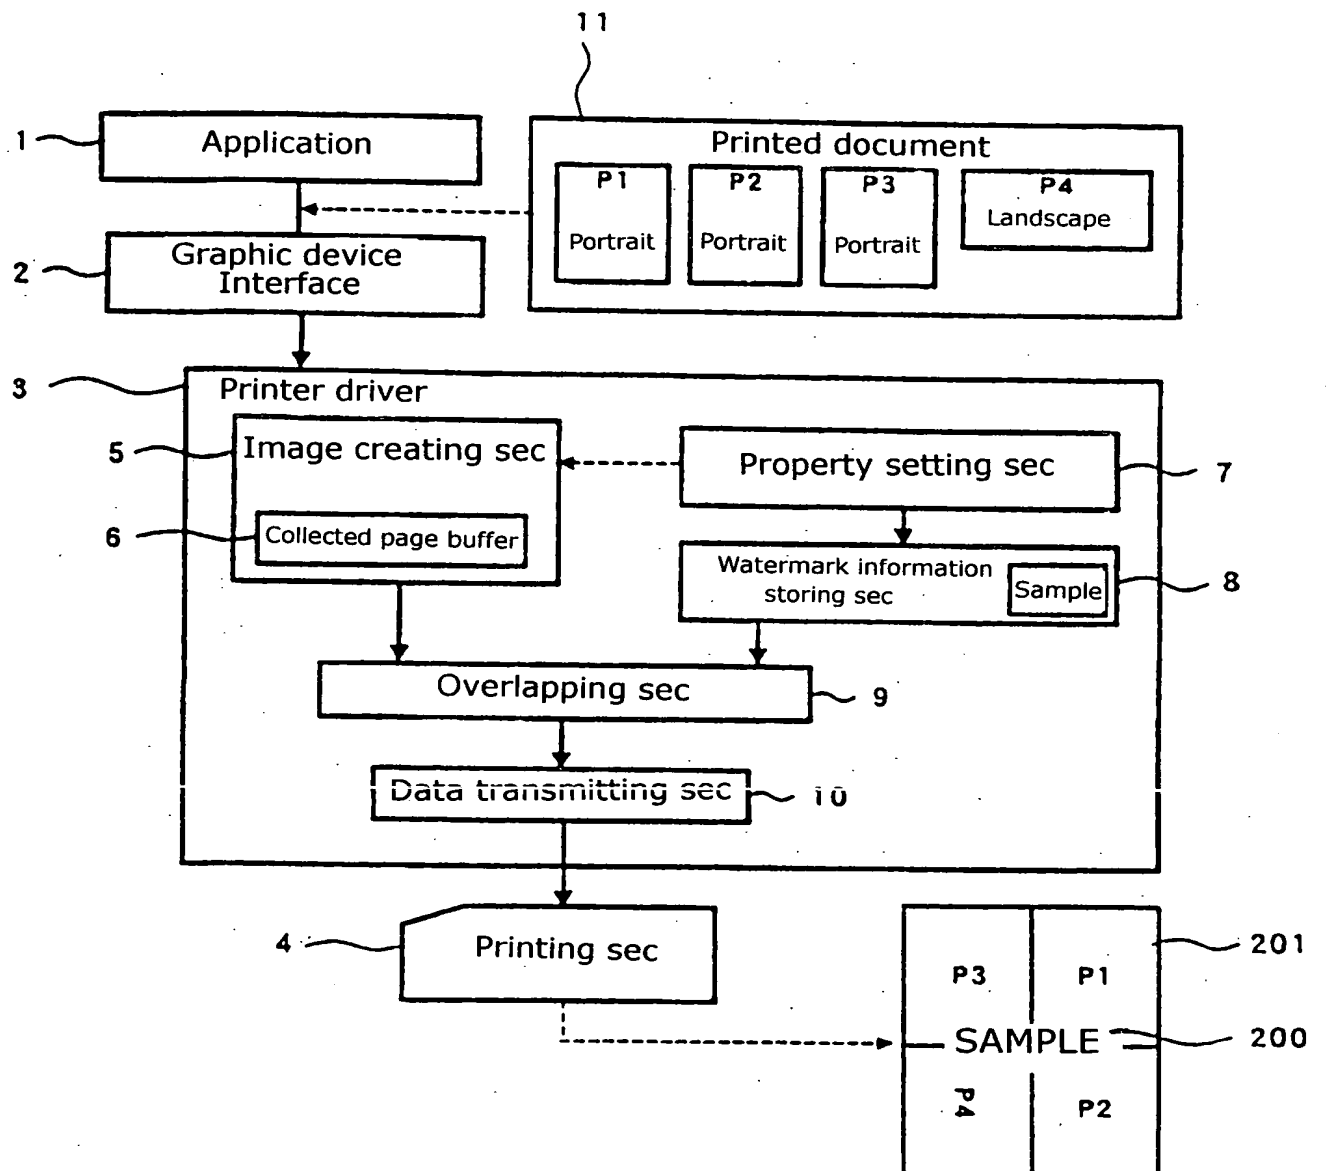 11
1
Application
Printed document
P1
P2
P3
P4
Landscape
Portrait
Portrait
Portrait
2
Graphic device
Interface
3
Printer driver
5
Image creating sec
Property setting sec
7
6
Collected page buffer
Watermark information
storing sec
Sample
8
Overlapping sec
9
Data transmitting sec
10
4
Printing sec
201
P3
P1
SAMPLE
200
P4
P2